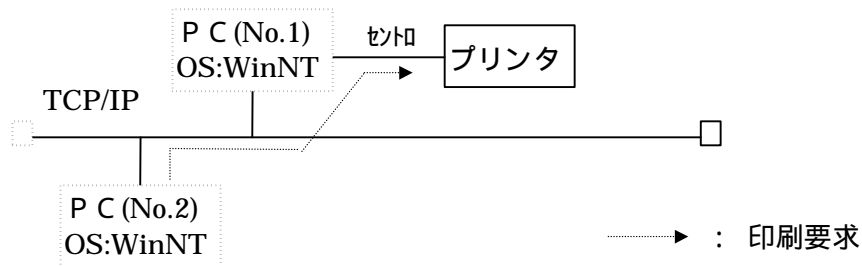 ＰＣ(No.1)
OS:WinNT
ｾﾝﾄﾛ
プリンタ
TCP/IP
ＰＣ(No.2)
OS:WinNT
： 印刷要求